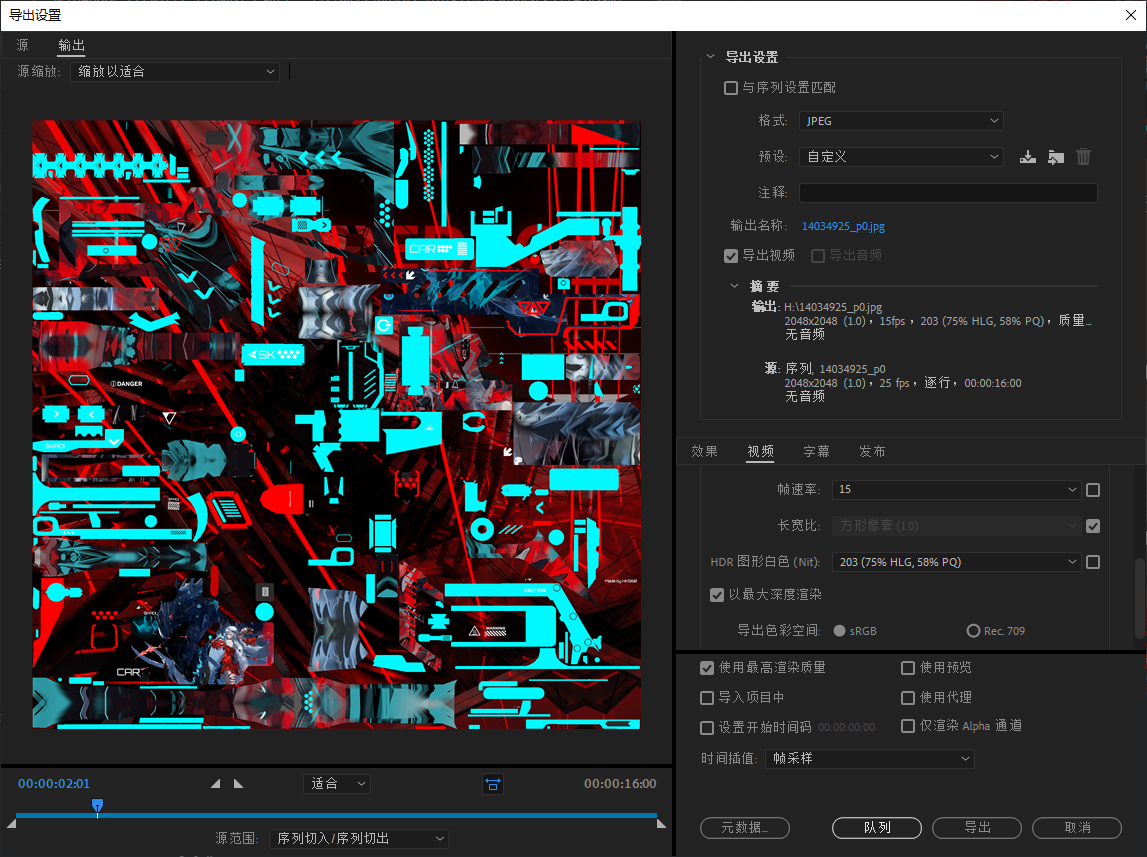 导出设置
源 输出
源缩放: 缩放以适合
CAR
SK
DANGER
SKADI
SKADI
Made by HK560
CAUTION
WARNING
CAR
00:00:02:01 适合 00:00:16:00
源范围: 序列切入/序列切出
导出设置
与序列设置匹配
格式: JPEG
预设: 自定义
注释:
输出名称: 14034925_p0.jpg
导出视频 导出音频
摘要
输出: H:\14034925_p0.jpg
2048x2048 (1.0)，15fps，203 (75% HLG, 58% PQ)，质量...
无音频
源: 序列, 14034925_p0
2048x2048 (1.0)，25 fps，逐行，00:00:16:00
无音频
效果 视频 字幕 发布
帧速率: 15
长宽比: 方形像素 (1.0)
HDR 图形白色 (Nit): 203 (75% HLG, 58% PQ)
以最大深度渲染
导出色彩空间: sRGB Rec. 709
使用最高渲染质量 使用预览
导入项目中 使用代理
设置开始时间码 00:00:00:00 仅渲染 Alpha 通道
时间插值: 帧采样
元数据... 队列 导出 取消